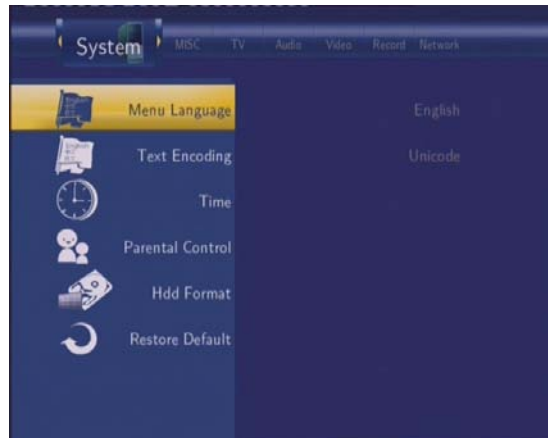 System MISC TV Audio Video Record Network
Menu Language English
Text Encoding Unicode
Time
Parental Control
Hdd Format
Restore Default